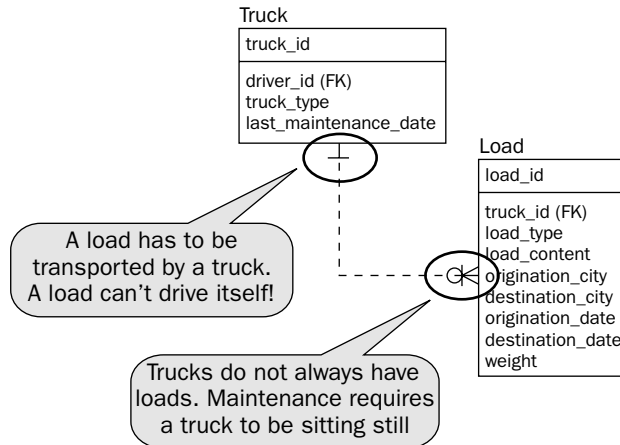 Truck
truck_id
driver_id (FK)
truck_type
last_maintenance_date
Load
load_id
truck_id (FK)
load_type
load_content
origination_city
destination_city
origination_date
destination_date
weight
A load has to be
transported by a truck.
A load can’t drive itself!
Trucks do not always have
loads. Maintenance requires
a truck to be sitting still